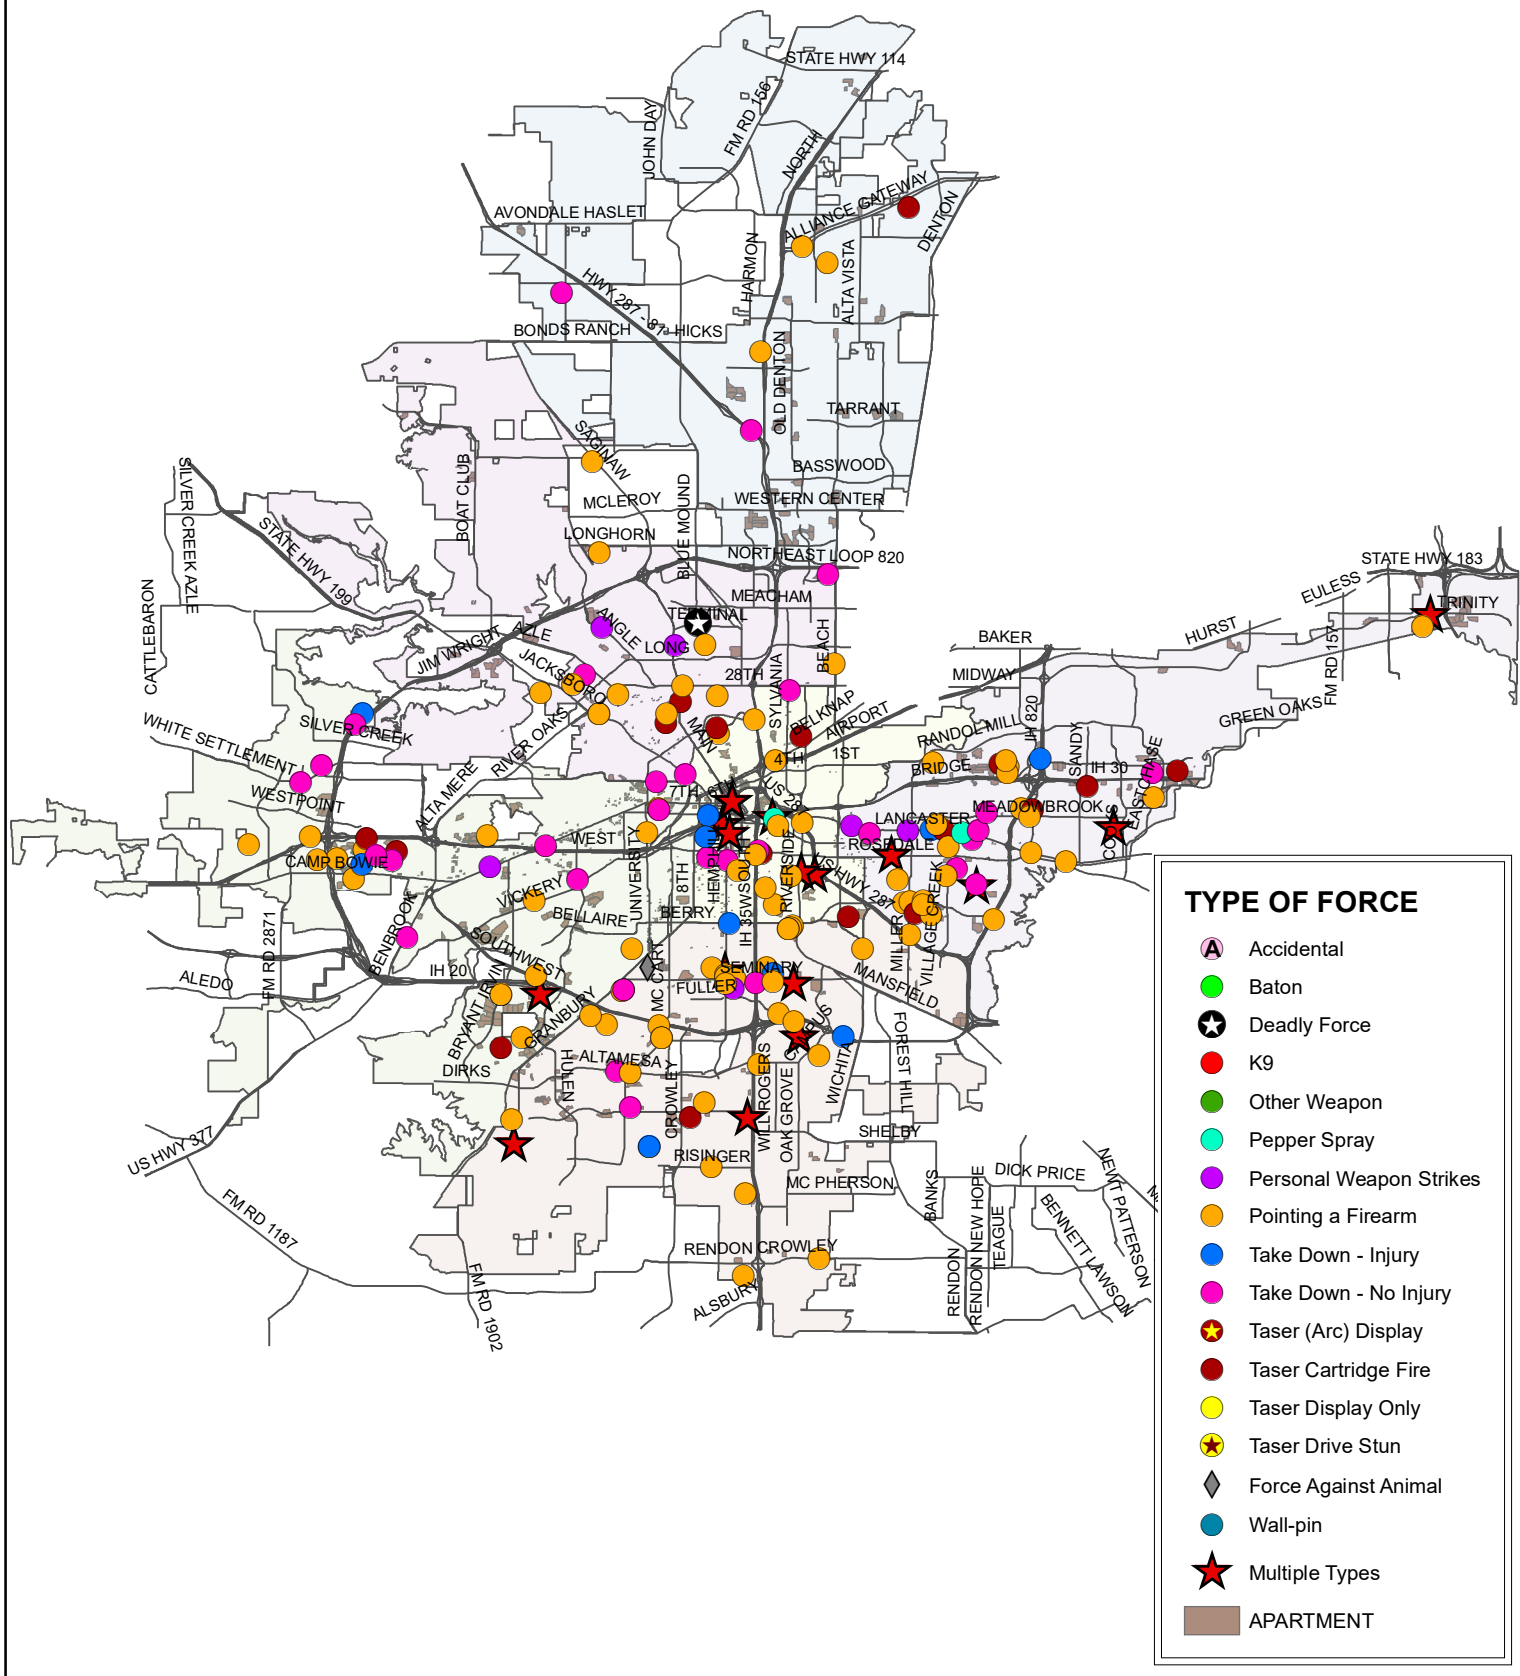 STATE HWY 114
JOHN DAY
FM RD 156
NORTH
ALLIANCE GATEWAY
DENTON
AVONDALE HASLET
HARMON
ALTA VISTA
HWY 287 - 81
HICKS
BONDS RANCH
OLD DENTON
TARRANT
SAGINAW
BASSWOOD
BOAT CLUB
MCLEROY
BLUE MOUND
WESTERN CENTER
SILVER CREEK AZLE
STATE HWY 199
LONGHORN
NORTHEAST LOOP 820
STATE HWY 183
EULESS
CATTLEBARON
MEACHAM
TERMINAL
TRINITY
ANGLE
AZLE
JIM WRIGHT
LONG
BEACH
BAKER
HURST
FM RD 157
JACKSBORO
28TH
SYLVANIA
MIDWAY
WHITE SETTLEMENT
SILVER CREEK
RIVER OAKS
MAIN
BELKNAP
AIRPORT
RANDOL MILL
IH 820
GREEN OAKS
SANDY
EASTCHASE
4TH
1ST
BRIDGE
IH 30
WESTPOINT
ALTA MERE
7TH
6TH
US 287
MEADOWBROOK
LANCASTER
WEST
UNIVERSITY
ROSEDALE
COOKS
CAMP BOWIE
8TH
HEMPHILL
IH 35W SOUTH
RIVERSIDE
US HWY 287
VICKERY
BELLAIRE
BERRY
MILLER
VILLAGE CREEK
FM RD 2871
BENBROOK
SOUTHWEST
IH 20
ALEDO
BRYANT IRVIN
MC CART
SEMINARY
FULLER
MANSFIELD
GRANBURY
CAMPUS
FOREST HILL
DIRKS
HULEN
ALTAMESA
CROWLEY
WILL ROGERS
OAK GROVE
WICHITA
US HWY 377
SHELBY
RISINGER
MC PHERSON
BANKS
RENDON NEW HOPE
DICK PRICE
NEWT PATTERSON
TEAGUE
BENNETT LAWSON
FM RD 1187
RENDON CROWLEY
RENDON
FM RD 1902
ALSBURY
TYPE OF FORCE
A Accidental
Baton
Deadly Force
K9
Other Weapon
Pepper Spray
Personal Weapon Strikes
Pointing a Firearm
Take Down - Injury
Take Down - No Injury
Taser (Arc) Display
Taser Cartridge Fire
Taser Display Only
Taser Drive Stun
Force Against Animal
Wall-pin
Multiple Types
APARTMENT